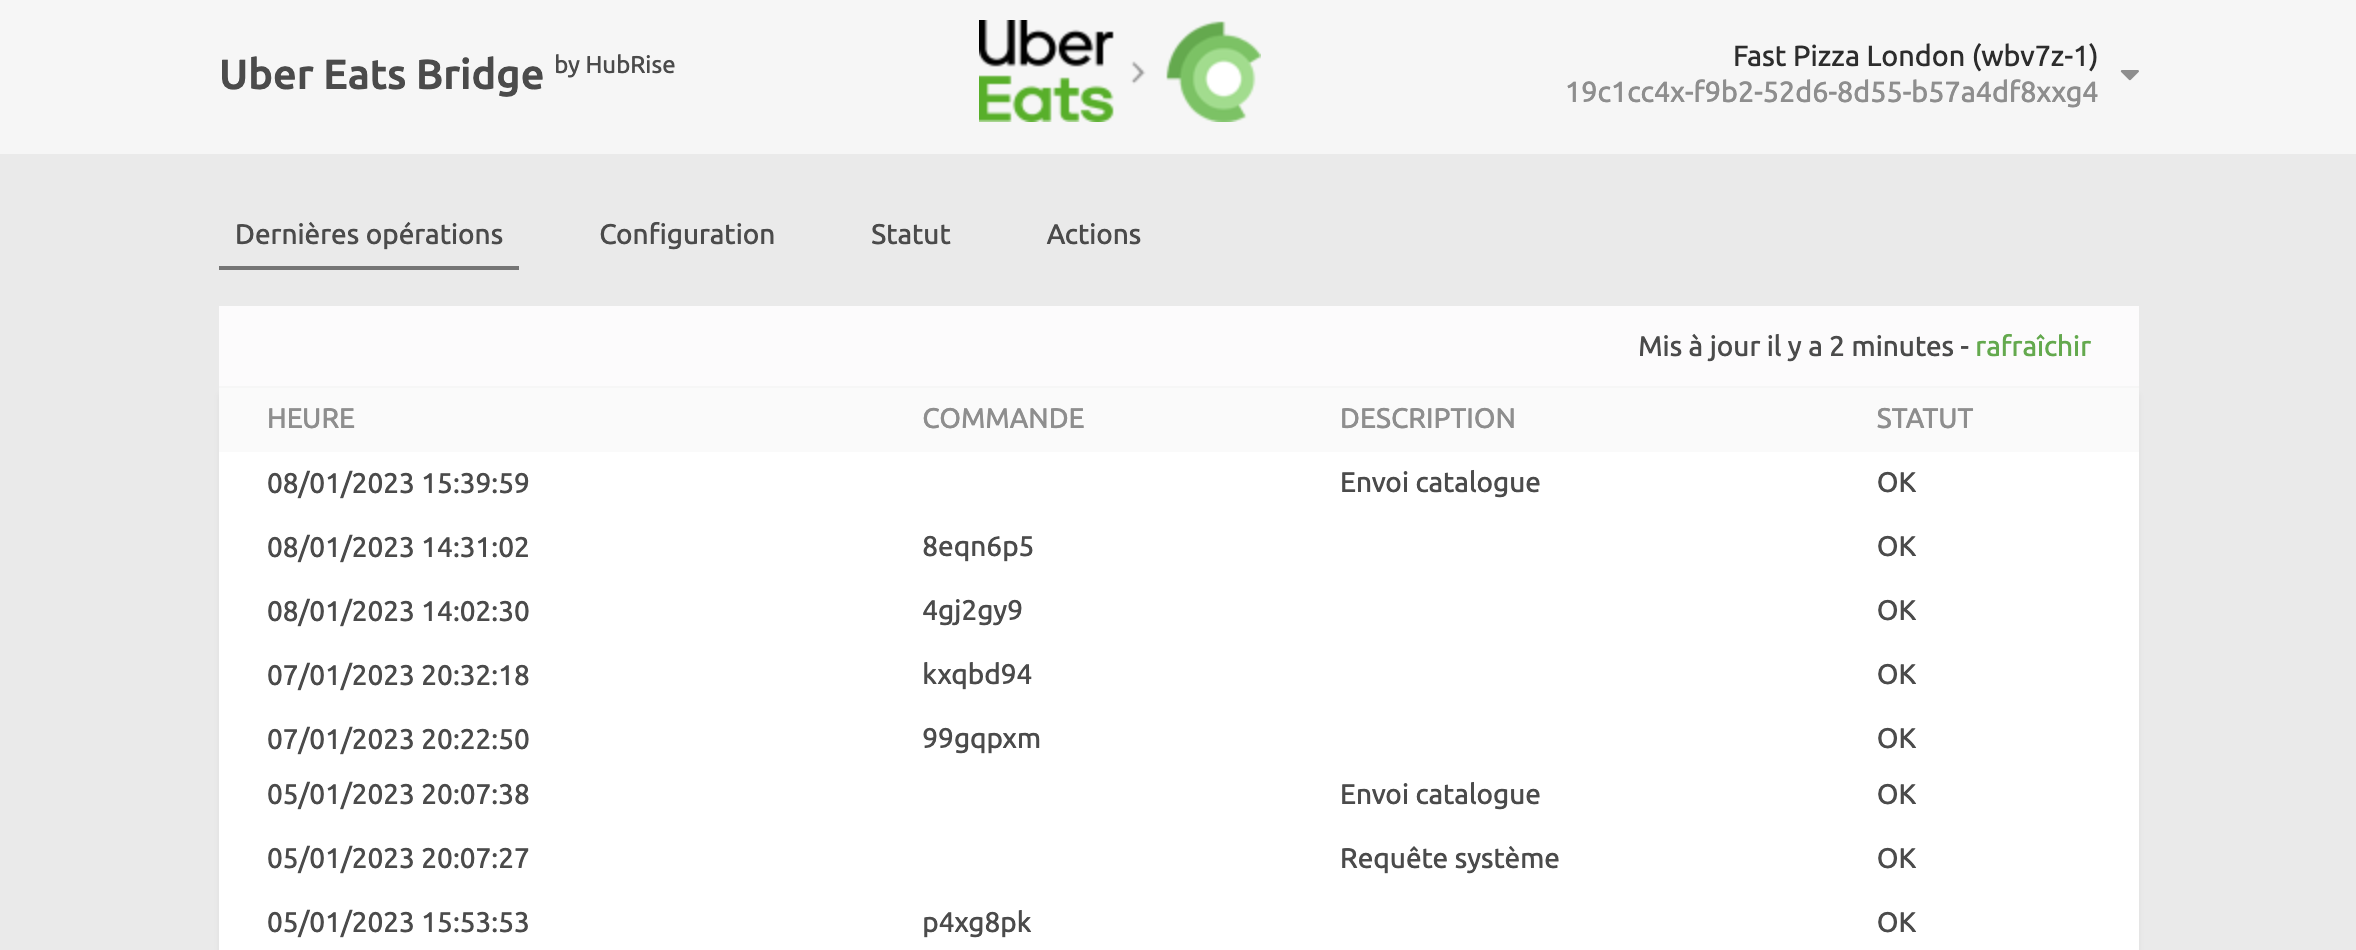 Uber Eats Bridge by HubRise
Uber
Eats
Fast Pizza London (wbv7z-1)
19c1cc4x-f9b2-52d6-8d55-b57a4df8xxg4
Dernières opérations Configuration Statut Actions
Mis à jour il y a 2 minutes - rafraîchir
HEURE COMMANDE DESCRIPTION STATUT
08/01/2023 15:39:59 Envoi catalogue OK
08/01/2023 14:31:02 8eqn6p5 OK
08/01/2023 14:02:30 4gj2gy9 OK
07/01/2023 20:32:18 kxqbd94 OK
07/01/2023 20:22:50 99gqpxm OK
05/01/2023 20:07:38 Envoi catalogue OK
05/01/2023 20:07:27 Requête système OK
05/01/2023 15:53:53 p4xg8pk OK